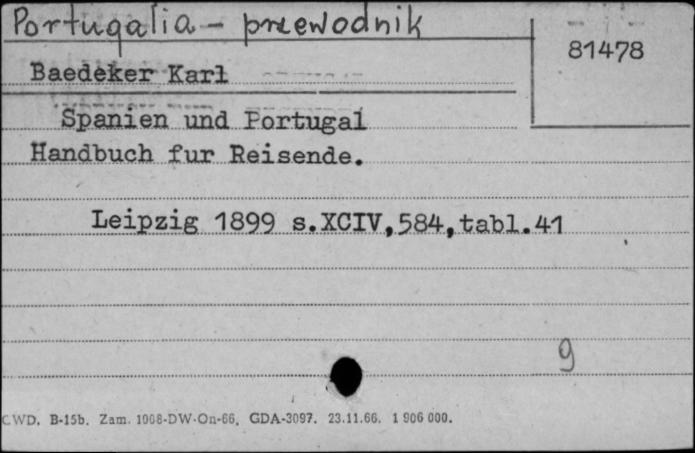 Portugalia - przewodnik
81478
Baedeker Karl
Spanien und Portugal
Handbuch fur Reisende.
Leipzig 1899 s.XCIV,584,tabl.41
9
CWD. B-15b. Zam. 1068-DW-On-66. GDA-3097. 23.11.66. 1 906 000.